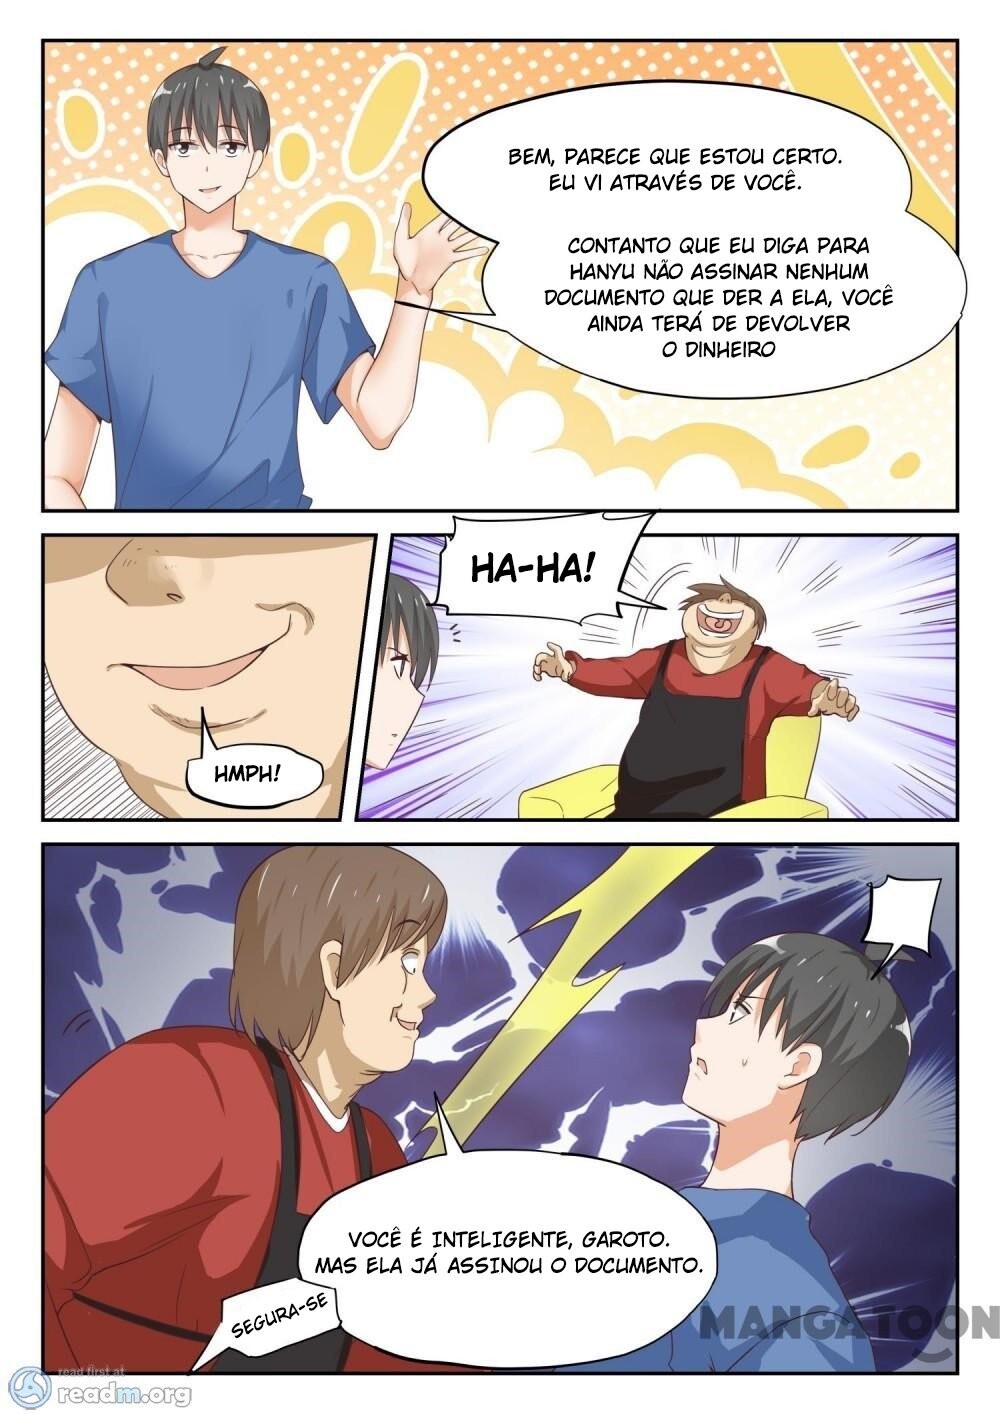 BEM, PARECE QUE ESTOU CERTO.
EU VI ATRAVÉS DE VOCÊ.
CONTANTO QUE EU DIGA PARA
HANYU NÃO ASSINAR NENHUM
DOCUMENTO QUE DER A ELA, VOCÊ
AINDA TERÁ DE DEVOLVER
O DINHEIRO
HMPH!
HA-HA!
VOCÊ É INTELIGENTE, GAROTO.
MAS ELA JÁ ASSINOU O DOCUMENTO.
SEGURA-SE
MANGATOON
read first at
readm.org